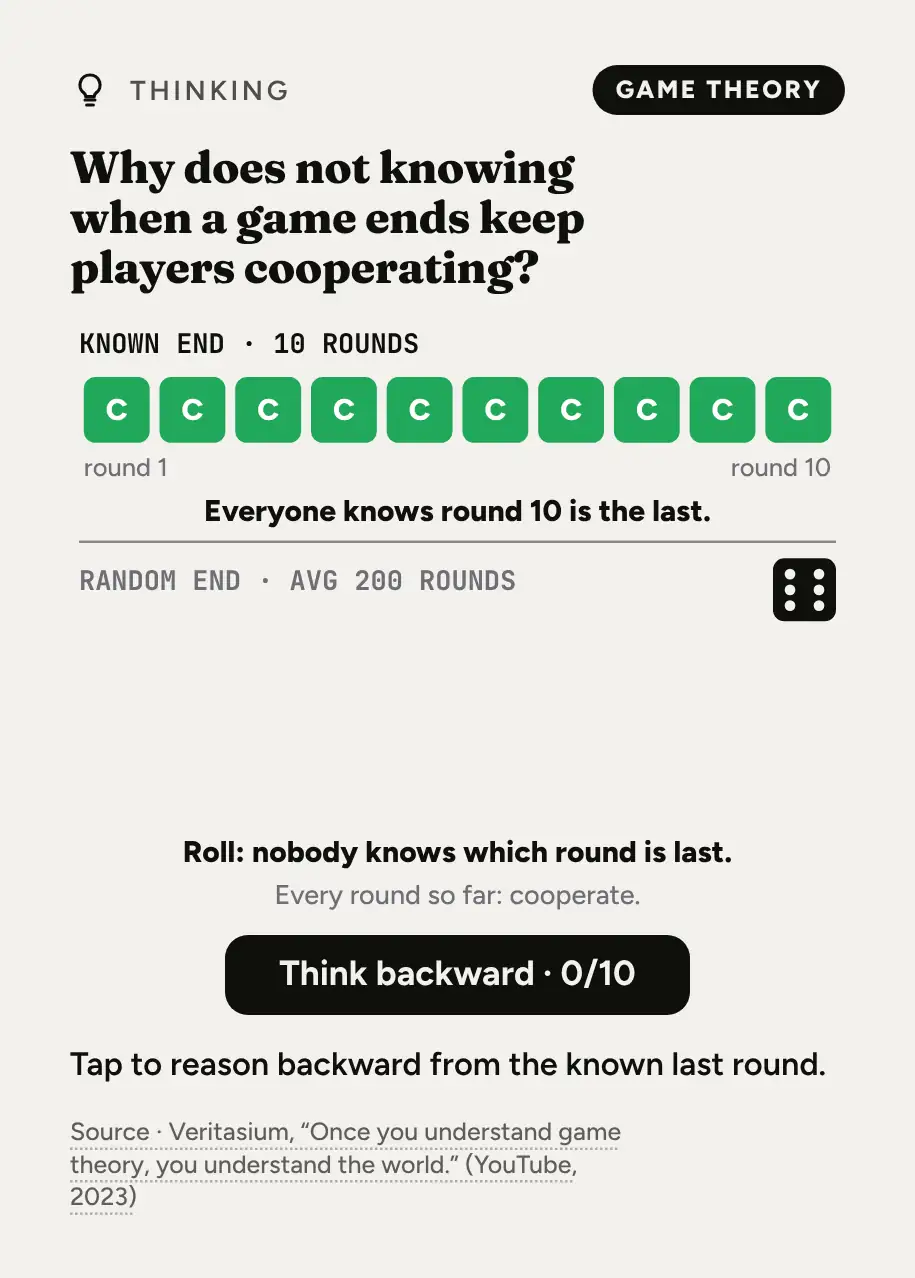 THINKING
GAME THEORY
Why does not knowing
when a game ends keep
players cooperating?
KNOWN END · 10 ROUNDS
C C C C C C C C C C
round 1
round 10
Everyone knows round 10 is the last.
RANDOM END · AVG 200 ROUNDS
Roll: nobody knows which round is last.
Every round so far: cooperate.
Think backward · 0/10
Tap to reason backward from the known last round.
Source · Veritasium, “Once you understand game
theory, you understand the world.” (YouTube,
2023)